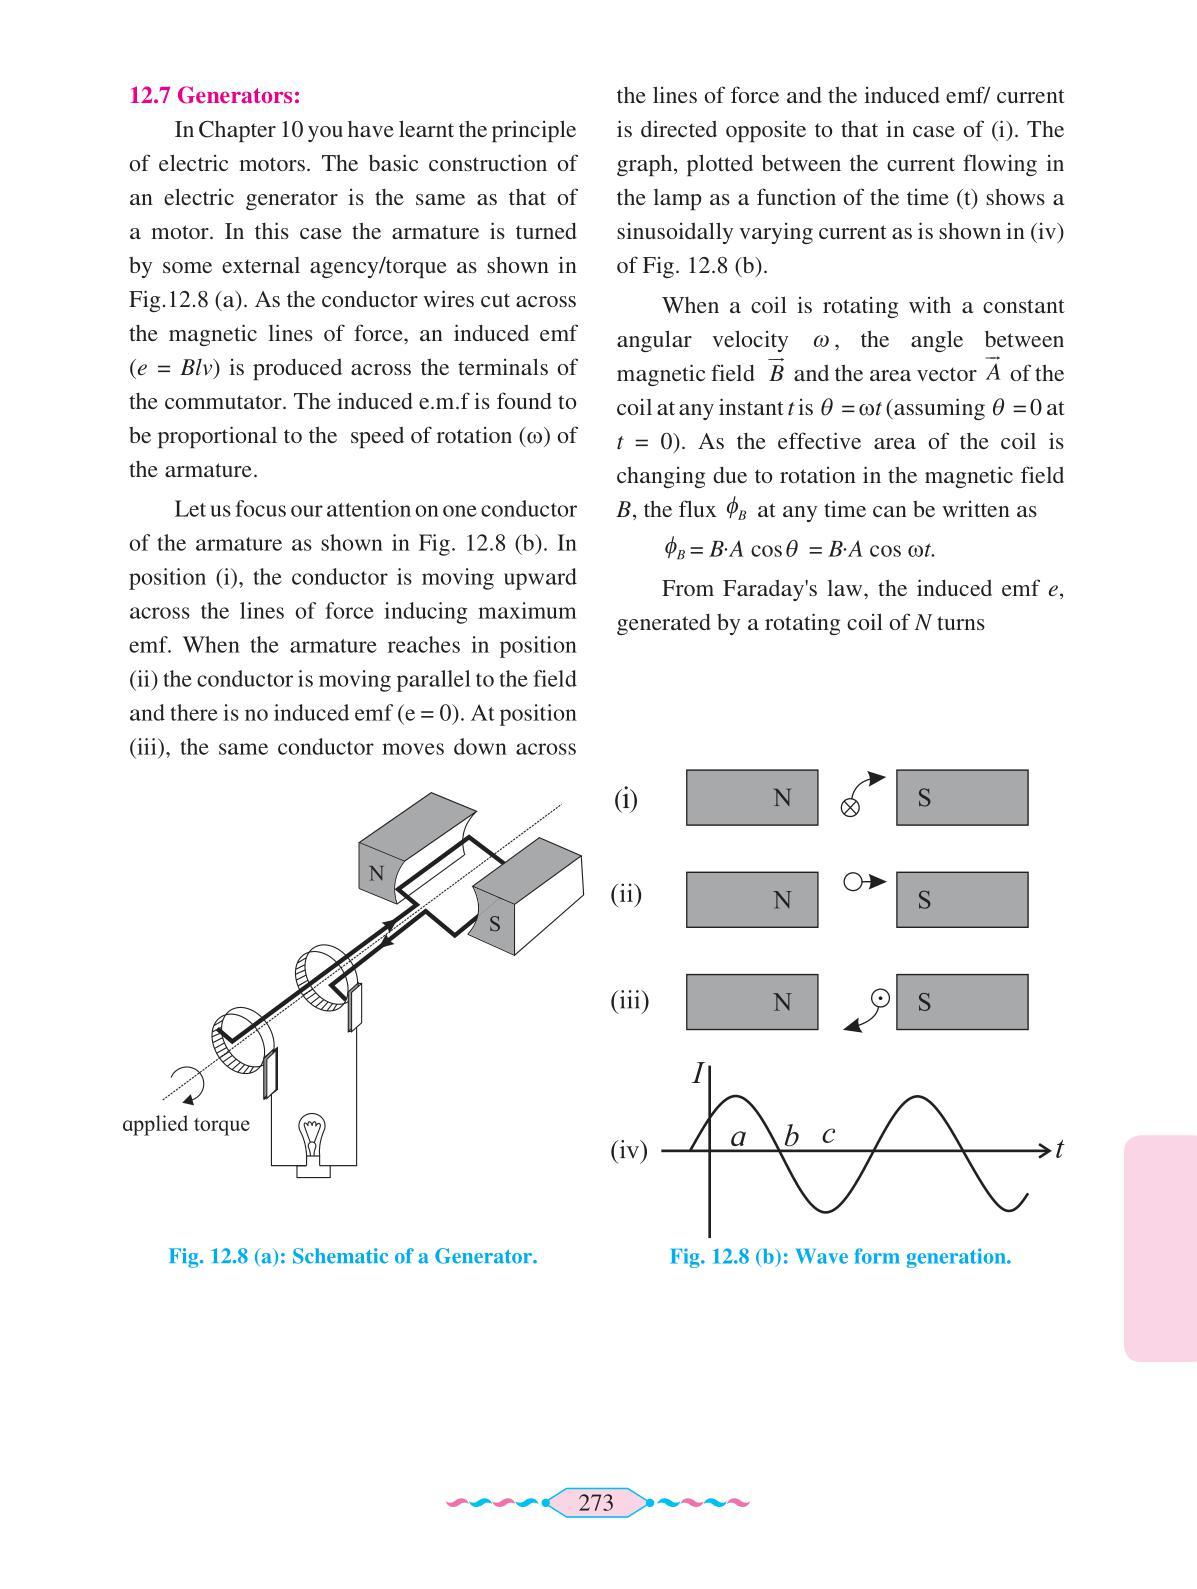 12.7 Generators:
In Chapter 10 you have learnt the principle
of electric motors. The basic construction of
an electric generator is the same as that of
a motor. In this case the armature is turned
by some external agency/torque as shown in
Fig.12.8 (a). As the conductor wires cut across
the magnetic lines of force, an induced emf
(e = Blv) is produced across the terminals of
the commutator. The induced e.m.f is found to
be proportional to the speed of rotation (ω) of
the armature.
Let us focus our attention on one conductor
of the armature as shown in Fig. 12.8 (b). In
position (i), the conductor is moving upward
across the lines of force inducing maximum
emf. When the armature reaches in position
(ii) the conductor is moving parallel to the field
and there is no induced emf (e = 0). At position
(iii), the same conductor moves down across
the lines of force and the induced emf/ current
is directed opposite to that in case of (i). The
graph, plotted between the current flowing in
the lamp as a function of the time (t) shows a
sinusoidally varying current as is shown in (iv)
of Fig. 12.8 (b).
When a coil is rotating with a constant
angular velocity ω, the angle between
magnetic field B⃗ and the area vector A⃗ of the
coil at any instant t is θ = ωt (assuming θ = 0 at
t = 0). As the effective area of the coil is
changing due to rotation in the magnetic field
B, the flux ϕB at any time can be written as
ϕB = B·A cosθ = B·A cos ωt.
From Faraday's law, the induced emf e,
generated by a rotating coil of N turns
N
S
applied torque
Fig. 12.8 (a): Schematic of a Generator.
(i) N S
(ii) N S
(iii) N S
I
a b c
(iv) t
Fig. 12.8 (b): Wave form generation.
273